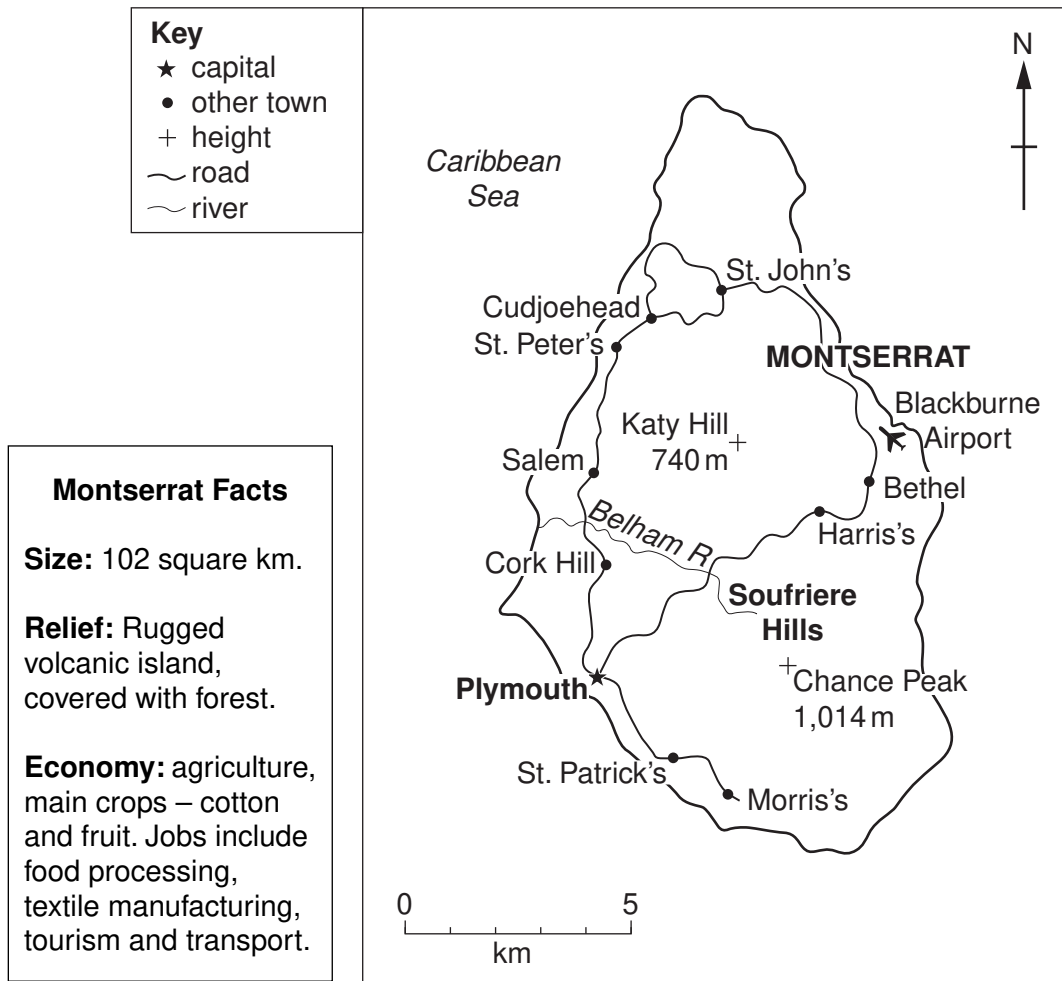 Key
capital
other town
height
road
river
N
Caribbean
Sea
St. John's
Cudjoehead
St. Peter's
MONTSERRAT
Blackburne
Airport
Katy Hill
740 m
Salem
Bethel
Belham R.
Harris's
Cork Hill
Soufriere
Hills
Plymouth
Chance Peak
1,014 m
St. Patrick's
Morris's
0 5
km
Montserrat Facts
Size: 102 square km.
Relief: Rugged
volcanic island,
covered with forest.
Economy: agriculture,
main crops – cotton
and fruit. Jobs include
food processing,
textile manufacturing,
tourism and transport.